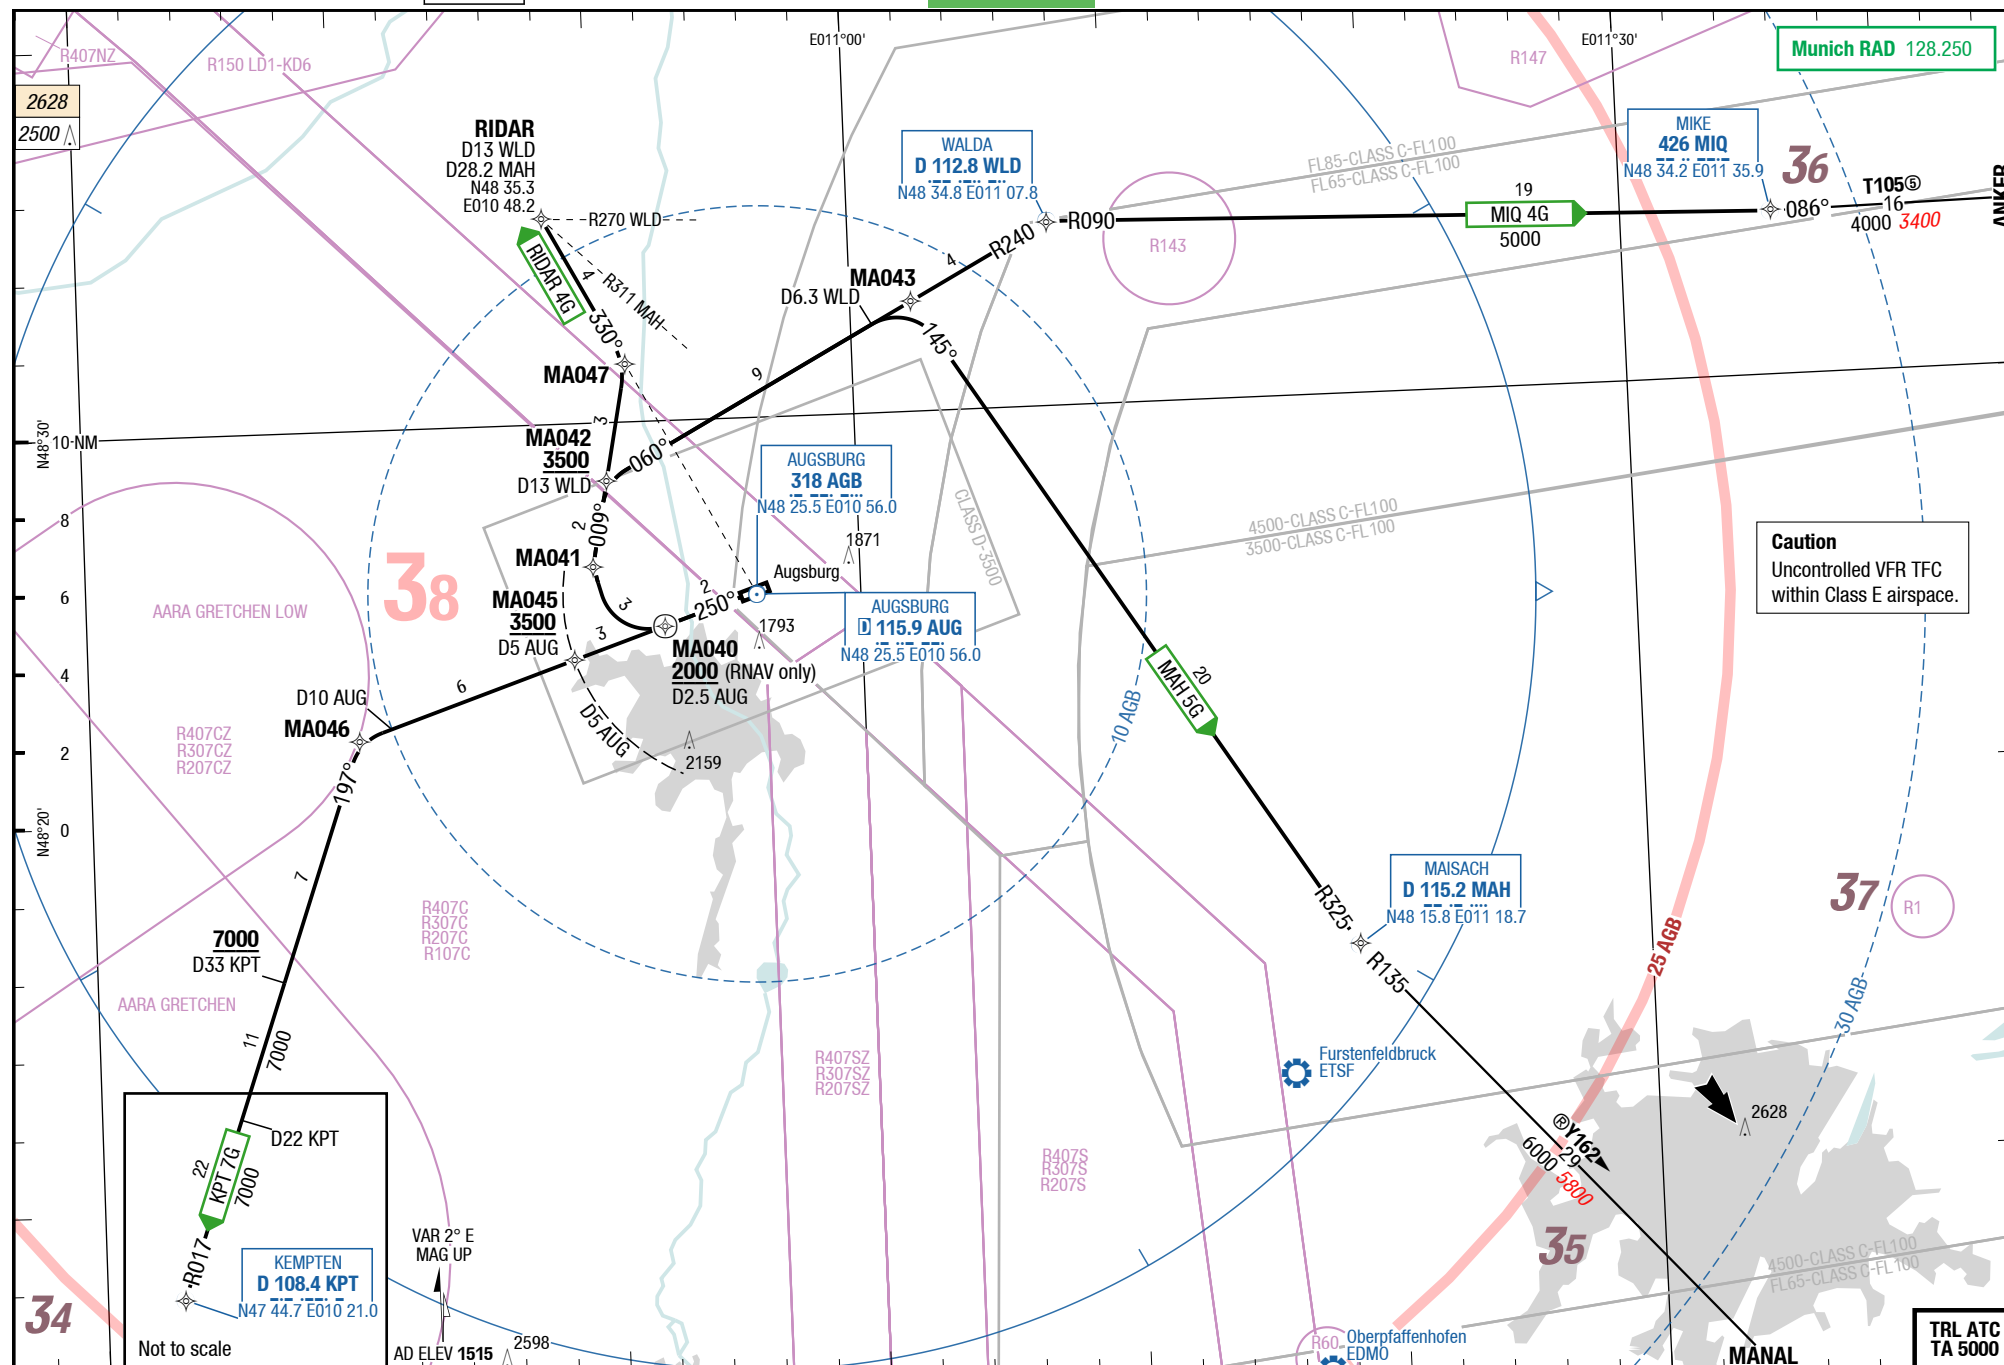 E011°00'
E011°30'
Munich RAD 128.250
R407NZ
R150 LD1-KD6
R147
2628
2500
RIDAR
D13 WLD
D28.2 MAH
N48 35.3
E010 48.2
R270 WLD
R311 MAH
RIDAR 4G
4
330°
WALDA
D 112.8 WLD
N48 34.8 E011 07.8
FL85-CLASS C-FL100
FL65-CLASS C-FL100
MIKE
426 MIQ
N48 34.2 E011 35.9
36
T105⑤
16
086°
4000 3400
ANKER
19
MIQ 4G
5000
R090
R240
R143
4
MA043
D6.3 WLD
145°
9
MA047
3
N48°30'
10 NM
8
6
4
2
0
N48°20'
MA042
3500
D13 WLD
060°
009°
2
MA041
AUGSBURG
318 AGB
N48 25.5 E010 56.0
CLASS D-3500
4500-CLASS C-FL100
3500-CLASS C-FL100
1871
Augsburg
Caution
Uncontrolled VFR TFC
within Class E airspace.
38
AARA GRETCHEN LOW
MA045
3500
D5 AUG
3
3
2
250°
AUGSBURG
D 115.9 AUG
N48 25.5 E010 56.0
1793
MA040
2000 (RNAV only)
D2.5 AUG
D5 AUG
2159
6
D10 AUG
MA046
197°
R407CZ
R307CZ
R207CZ
10 AGB
20
MAH 5G
7
R407C
R307C
R207C
R107C
7000
D33 KPT
AARA GRETCHEN
11
7000
MAISACH
D 115.2 MAH
N48 15.8 E011 18.7
R325
R135
37
R1
25 AGB
30 AGB
R407SZ
R307SZ
R207SZ
Furstenfeldbruck
ETSF
D22 KPT
22
KPT 7G
7000
R017
KEMPTEN
D 108.4 KPT
N47 44.7 E010 21.0
Not to scale
34
VAR 2° E
MAG UP
AD ELEV 1515
2598
R407S
R307S
R207S
2628
ⓇY162
29
6000 5800
35
4500-CLASS C-FL100
FL65-CLASS C-FL100
R60
Oberpfaffenhofen
EDMO
MANAL
TRL ATC
TA 5000